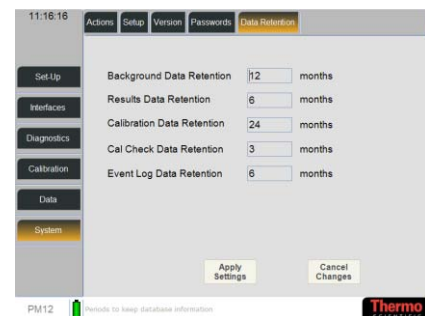 11:16:16
Actions Setup Version Passwords Data Retention
Set-Up
Interfaces
Diagnostics
Calibration
Data
System
Background Data Retention 12 months
Results Data Retention 6 months
Calibration Data Retention 24 months
Cal Check Data Retention 3 months
Event Log Data Retention 6 months
Apply Settings
Cancel Changes
PM12 Periods to keep database information
Thermo
SCIENTIFIC